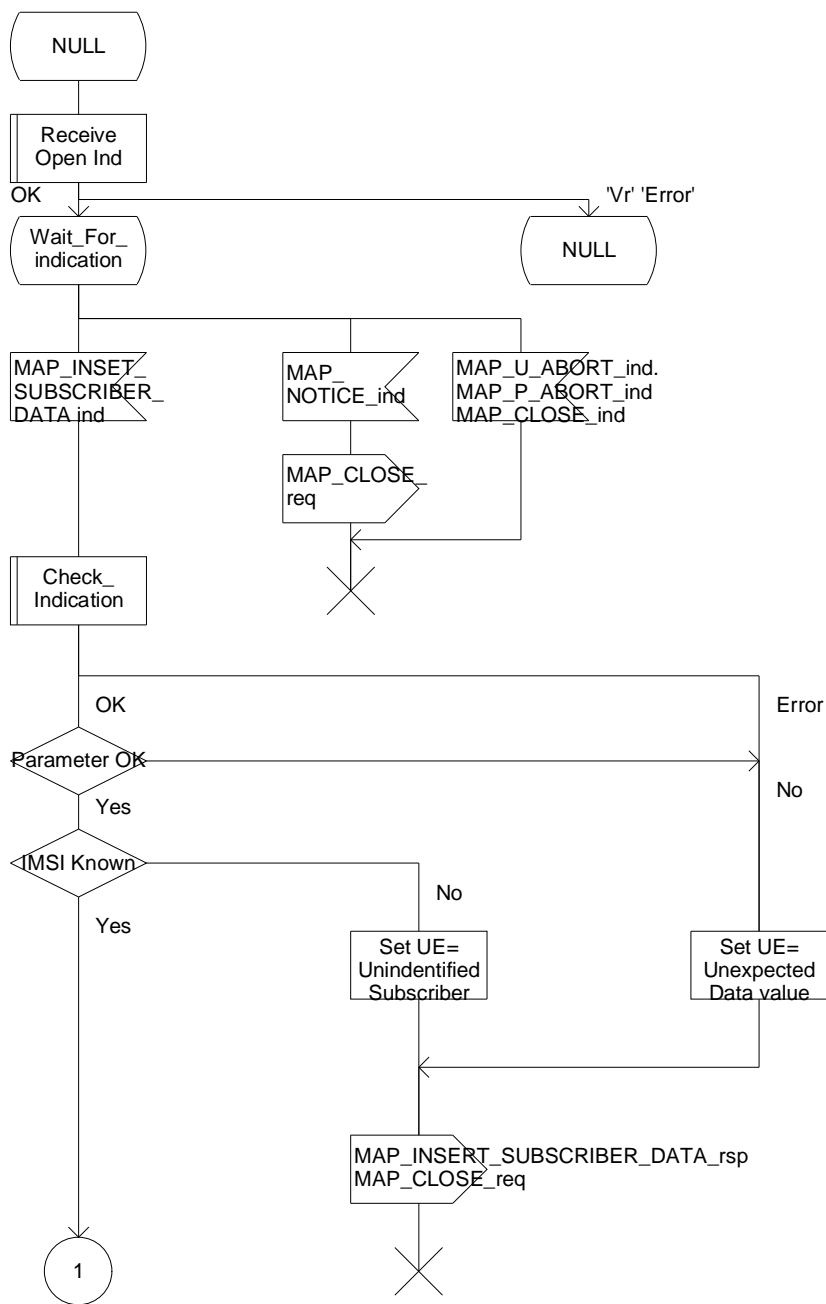 NULL
Receive
Open Ind
OK
'Vr' 'Error'
Wait_For_
indication
NULL
MAP_INSET_
SUBSCRIBER_
DATA ind
MAP_
NOTICE_ind
MAP_U_ABORT_ind.
MAP_P_ABORT_ind
MAP_CLOSE_ind
MAP_CLOSE_
req
Check_
Indication
OK
Error
Parameter OK
Yes
No
IMSI Known
No
Yes
Set UE=
Unindentified
Subscriber
Set UE=
Unexpected
Data value
MAP_INSERT_SUBSCRIBER_DATA_rsp
MAP_CLOSE_req
1